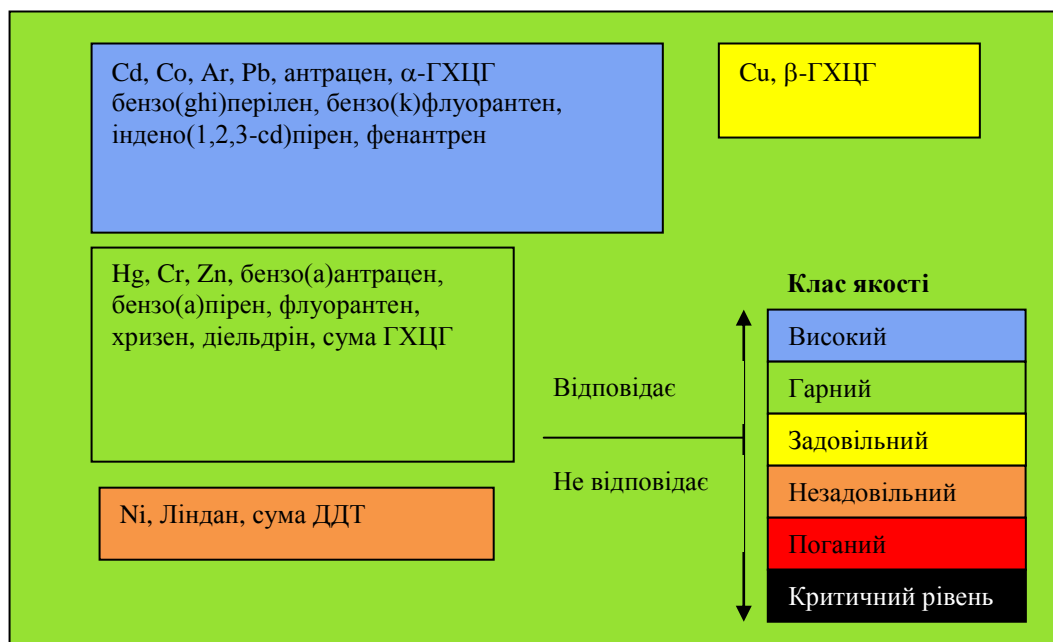 Cd, Co, Ar, Pb, антрацен, α-ГХЦГ
бензо(ghi)перілен, бензо(k)флуорантен,
індено(1,2,3-cd)пірен, фенантрен
Cu, β-ГХЦГ
Hg, Cr, Zn, бензо(а)антрацен,
бензо(а)пірен, флуорантен,
хризен, діельдрін, сума ГХЦГ
Ni, Ліндан, сума ДДТ
Відповідає
Не відповідає
Клас якості
Високий
Гарний
Задовільний
Незадовільний
Поганий
Критичний рівень